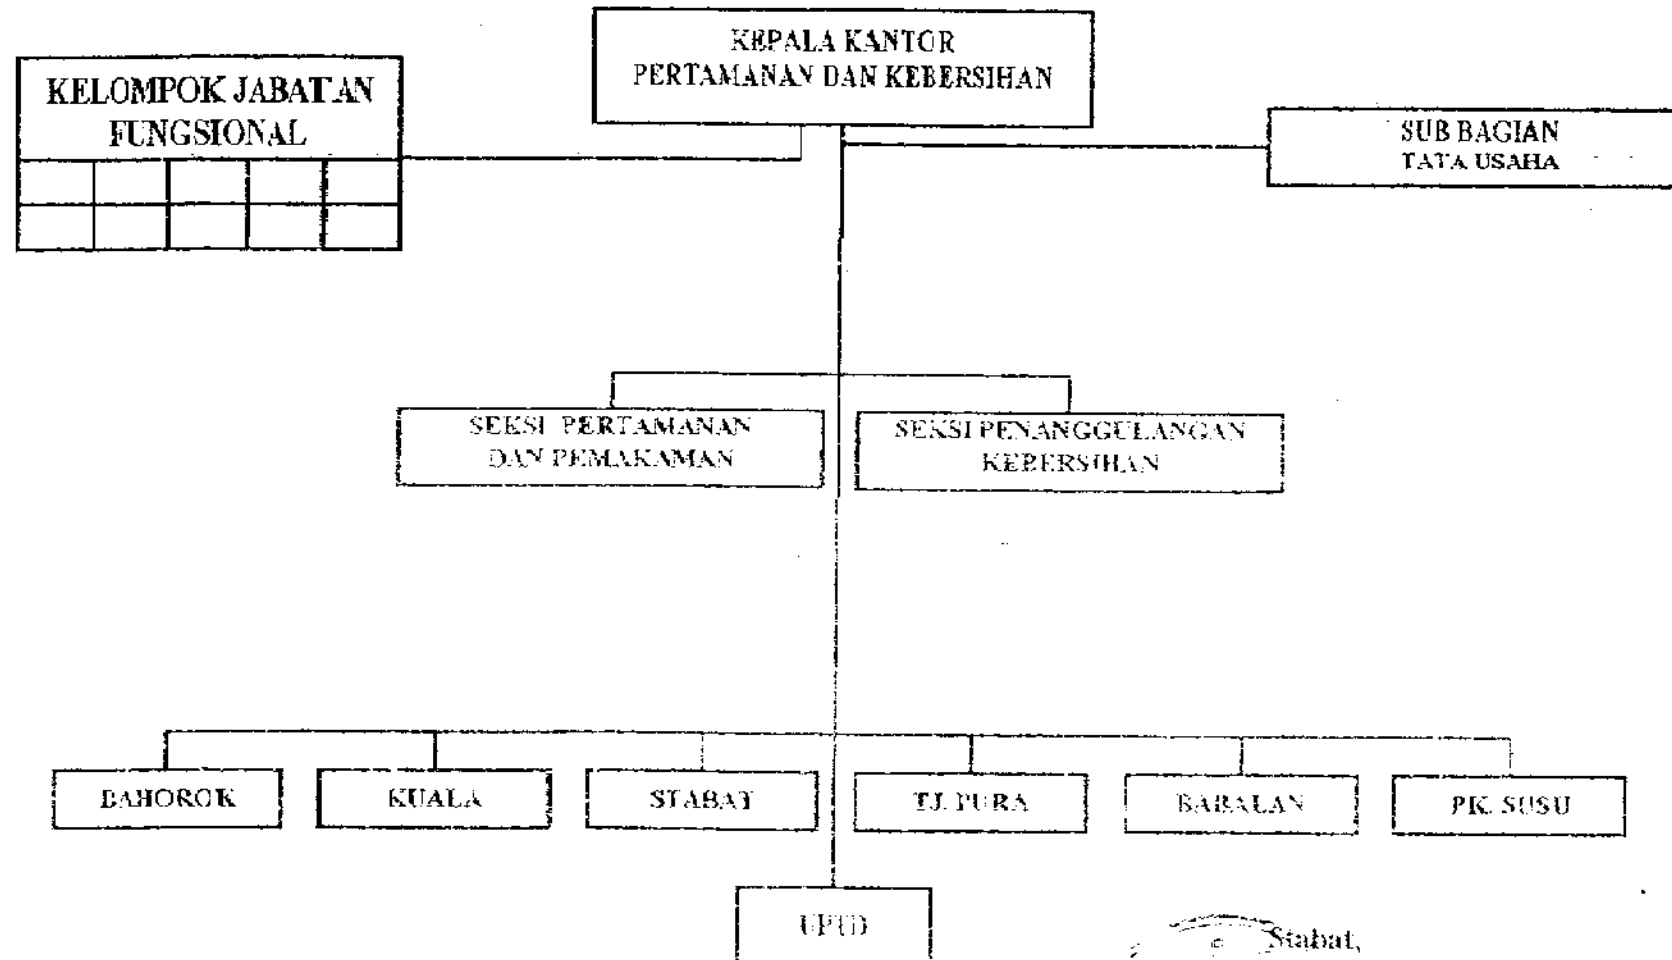 KEPALA KANTOR
PERTAMANAN DAN KEBERSIHAN
KELOMPOK JABATAN
FUNGSIONAL
SUB BAGIAN
TATA USAHA
SEKSI PERTAMANAN
DAN PEMAKAMAN
SEKSI PENANGGULANGAN
KEBERSIHAN
BAHOROK
KUALA
STABAT
TJ. PURA
BABALAN
PK. SUSU
UPTD
Stabat,